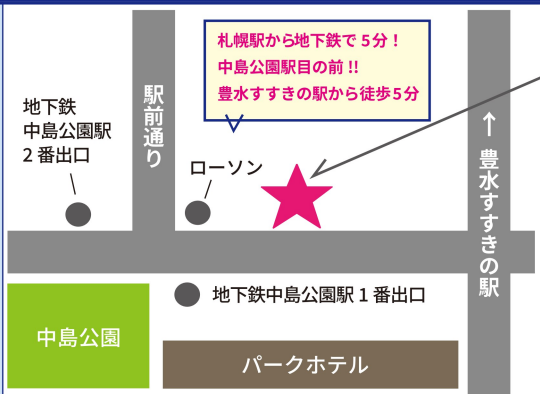 札幌駅から地下鉄で5分！
中島公園駅目の前!!
豊水すすきの駅から徒歩5分
地下鉄
中島公園駅
2番出口
駅前通り
ローソン
↑ 豊水すすきの駅
地下鉄中島公園駅1番出口
中島公園
パークホテル